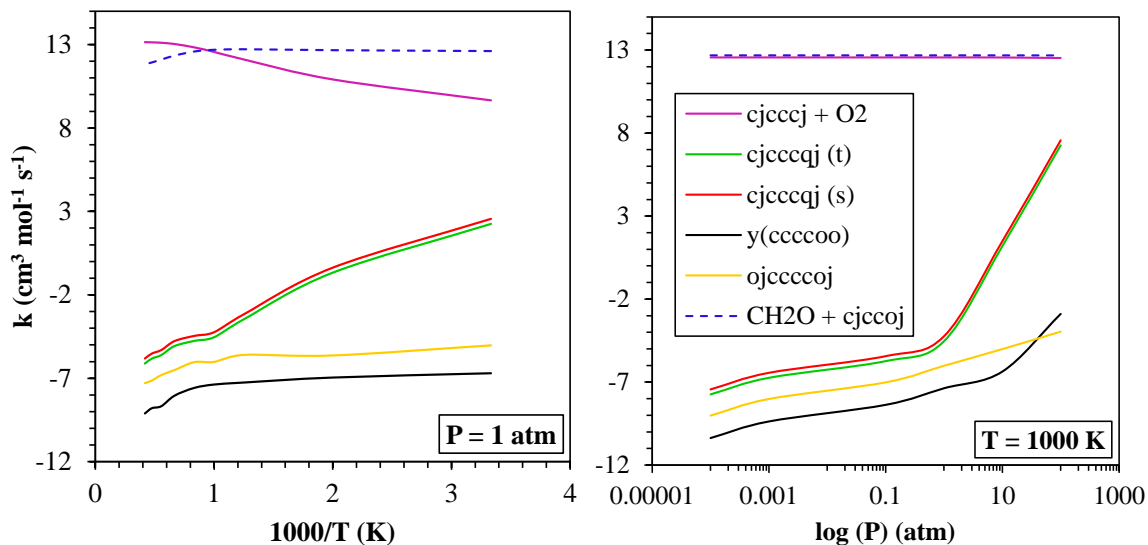 13
8
3
-2
-7
-12
k (cm³ mol⁻¹ s⁻¹)
P = 1 atm
0 1 2 3 4
1000/T (K)
13
8
3
-2
-7
-12
cjcccj + O2
cjcccqj (t)
cjcccqj (s)
y(ccccoo)
ojccccoj
CH2O + cjccoj
T = 1000 K
0.00001 0.001 0.1 10 1000
log (P) (atm)